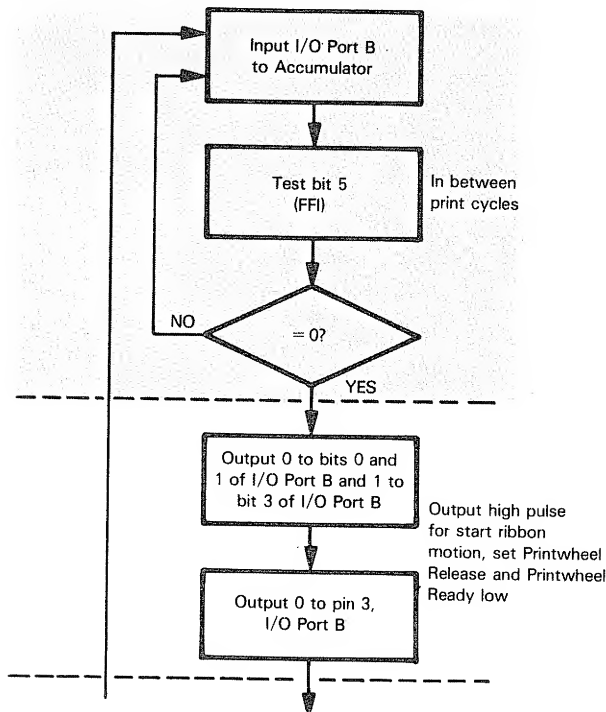 Input I/O Port B
to Accumulator
Test bit 5
(FFI)
In between
print cycles
= 0?
NO
YES
Output 0 to bits 0 and
1 of I/O Port B and 1 to
bit 3 of I/O Port B
Output high pulse
for start ribbon
motion, set Printwheel
Release and Printwheel
Ready low
Output 0 to pin 3,
I/O Port B